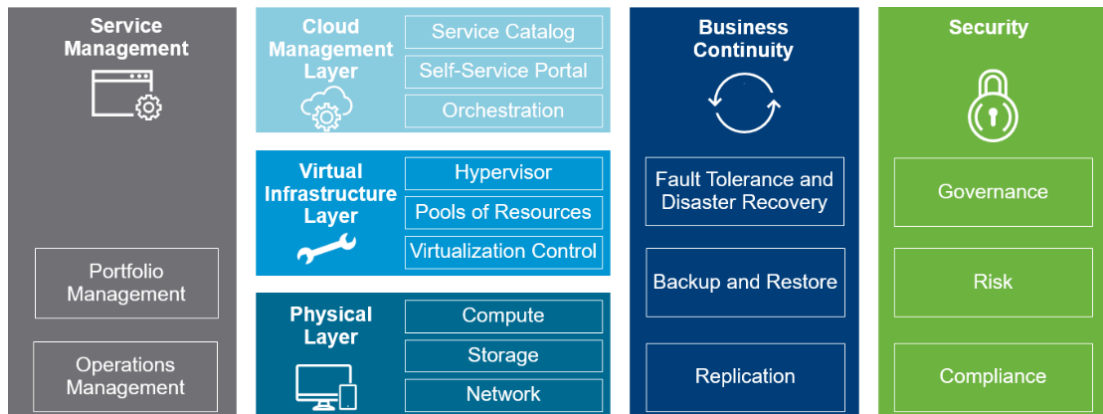 Service
Management
Portfolio
Management
Operations
Management
Cloud
Management
Layer
Service Catalog
Self-Service Portal
Orchestration
Virtual
Infrastructure
Layer
Hypervisor
Pools of Resources
Virtualization Control
Physical
Layer
Compute
Storage
Network
Business
Continuity
Fault Tolerance and
Disaster Recovery
Backup and Restore
Replication
Security
Governance
Risk
Compliance